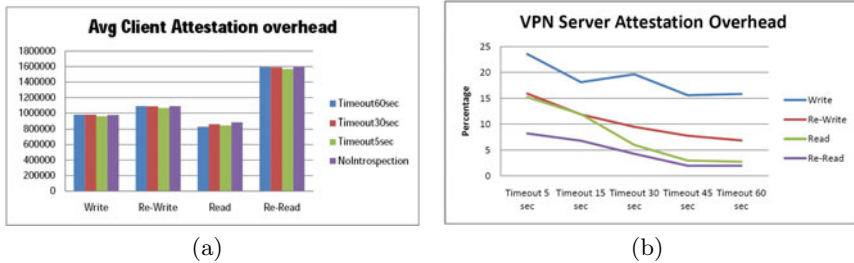 Avg Client Attestation overhead
1800000
1600000
1400000
1200000
1000000
800000
600000
400000
200000
0
Write Re-Write Read Re-Read
Timeout60sec
Timeout30sec
Timeout5sec
NoIntrospection
(a)
VPN Server Attestation Overhead
Percentage
25
20
15
10
5
0
Timeout 5 Timeout 15 Timeout 30 Timeout 45 Timeout 60
sec sec sec sec sec
Write
Re-Write
Read
Re-Read
(b)